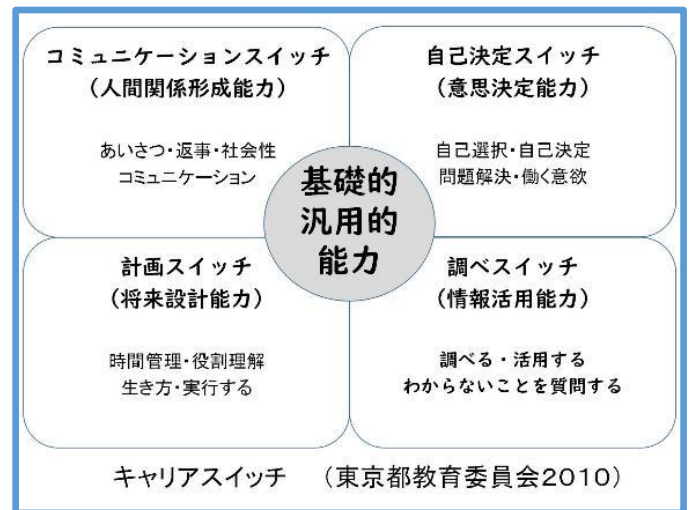 コミュニケーションスイッチ
(人間関係形成能力)
あいさつ・返事・社会性
コミュニケーション
自己決定スイッチ
(意思決定能力)
自己選択・自己決定
問題解決・働く意欲
基礎的
汎用的
能力
計画スイッチ
(将来設計能力)
時間管理・役割理解
生き方・実行する
調べスイッチ
(情報活用能力)
調べる・活用する
わからないことを質問する
キャリアスイッチ (東京都教育委員会2010)